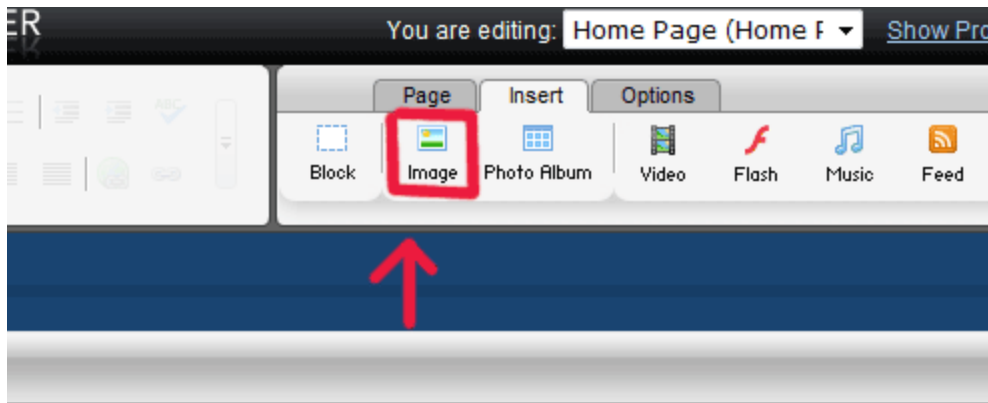 ER
You are editing: Home Page (Home P
Show Pro
Page Insert Options
ABC
Block Image Photo Album Video Flash Music Feed